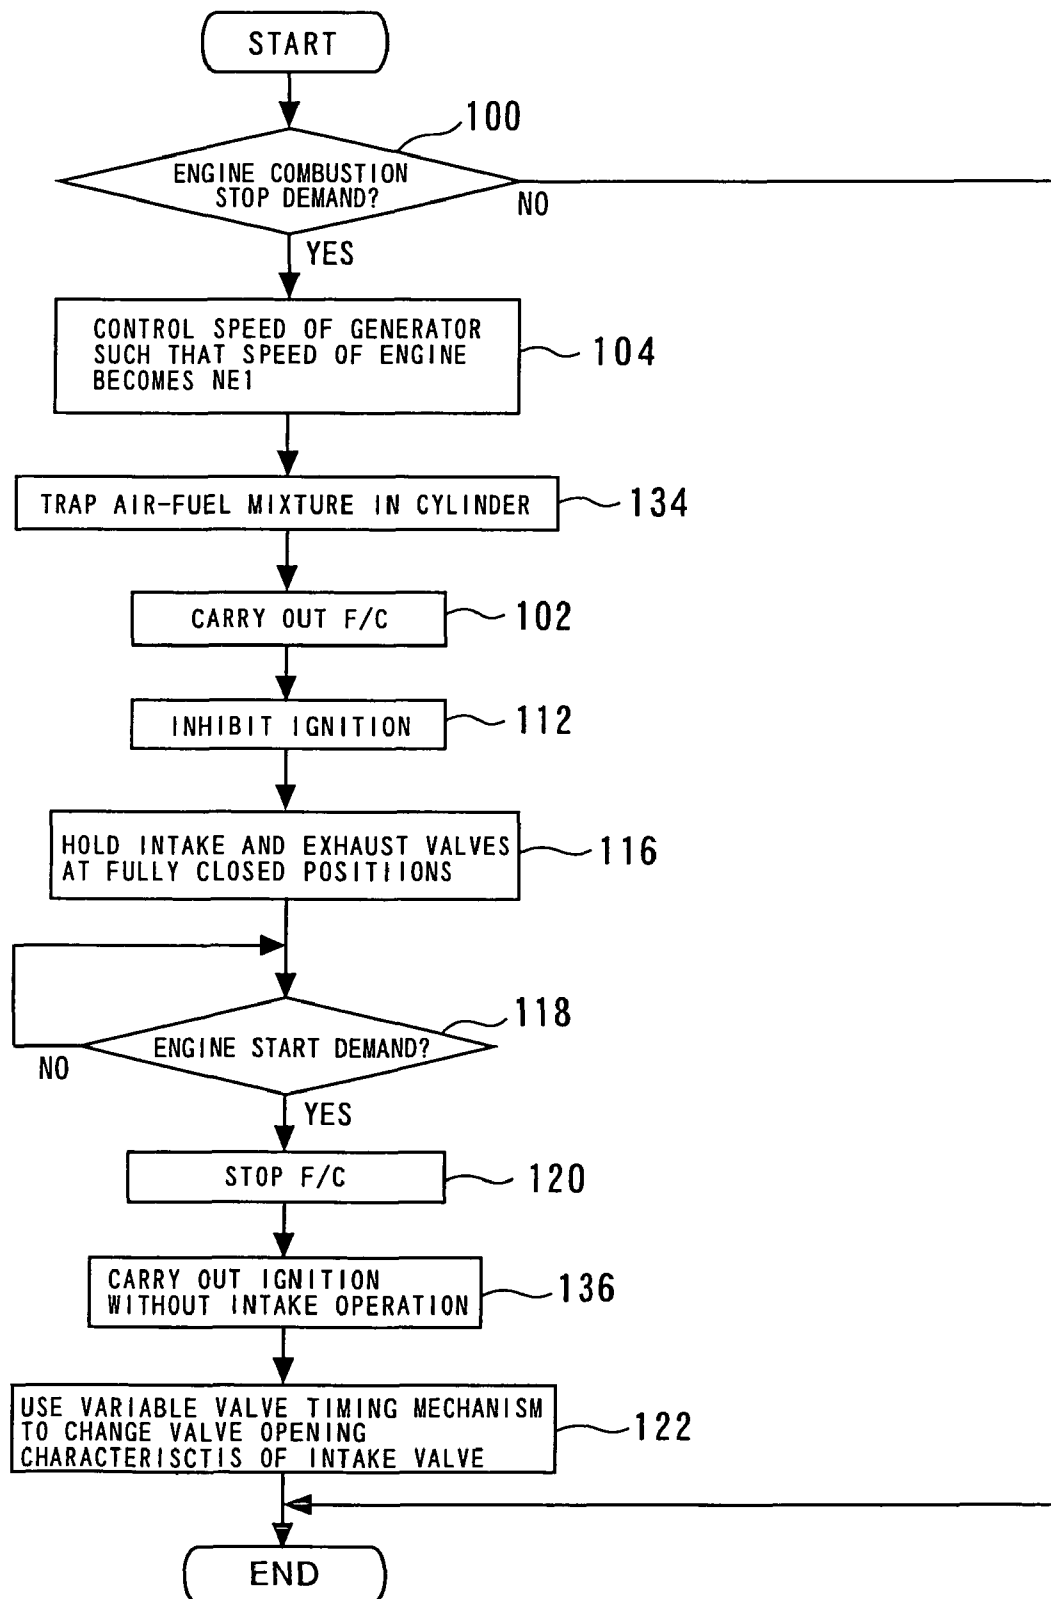 START
100
ENGINE COMBUSTION
STOP DEMAND?
NO
YES
CONTROL SPEED OF GENERATOR
SUCH THAT SPEED OF ENGINE
BECOMES NE1
104
TRAP AIR-FUEL MIXTURE IN CYLINDER
134
CARRY OUT F/C
102
INHIBIT IGNITION
112
HOLD INTAKE AND EXHAUST VALVES
AT FULLY CLOSED POSITIIONS
116
118
ENGINE START DEMAND?
NO
YES
STOP F/C
120
CARRY OUT IGNITION
WITHOUT INTAKE OPERATION
136
USE VARIABLE VALVE TIMING MECHANISM
TO CHANGE VALVE OPENING
CHARACTERISCTIS OF INTAKE VALVE
122
END